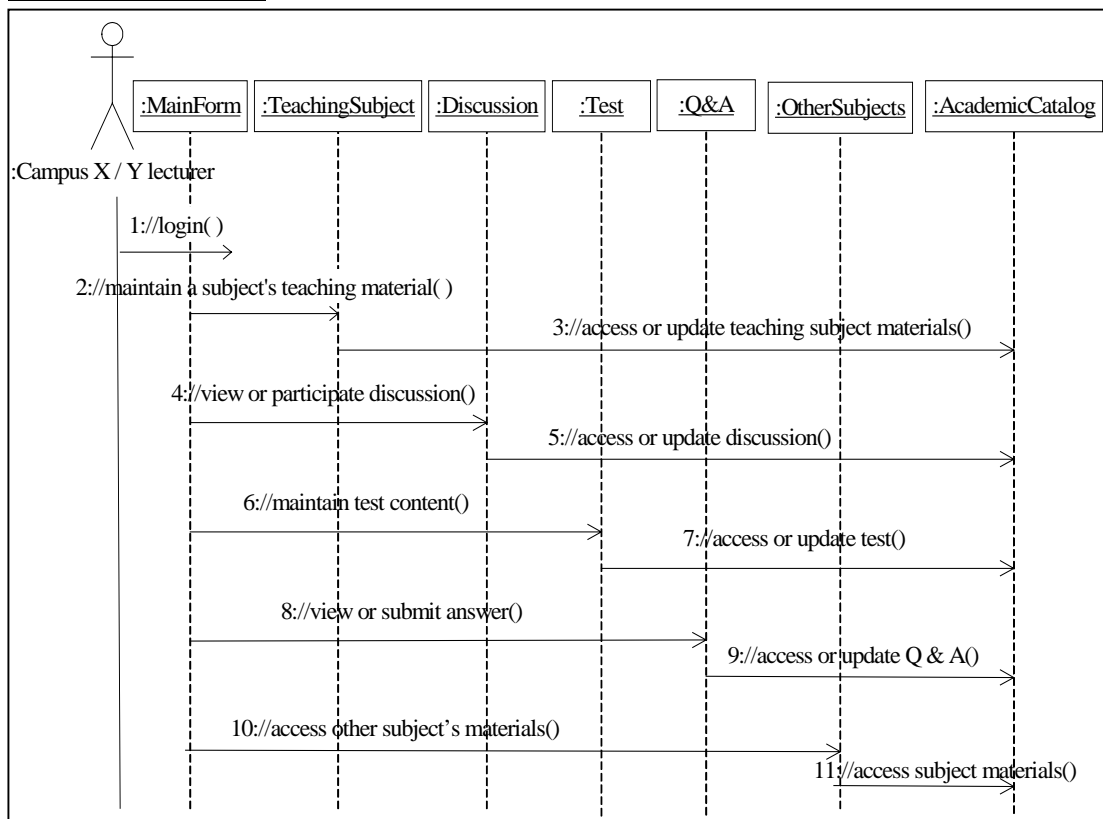 :MainForm :TeachingSubject :Discussion :Test :Q&A :OtherSubjects :AcademicCatalog
:Campus X / Y lecturer
1://login( )
2://maintain a subject's teaching material( )
3://access or update teaching subject materials()
4://view or participate discussion()
5://access or update discussion()
6://maintain test content()
7://access or update test()
8://view or submit answer()
9://access or update Q & A()
10://access other subject’s materials()
11://access subject materials()